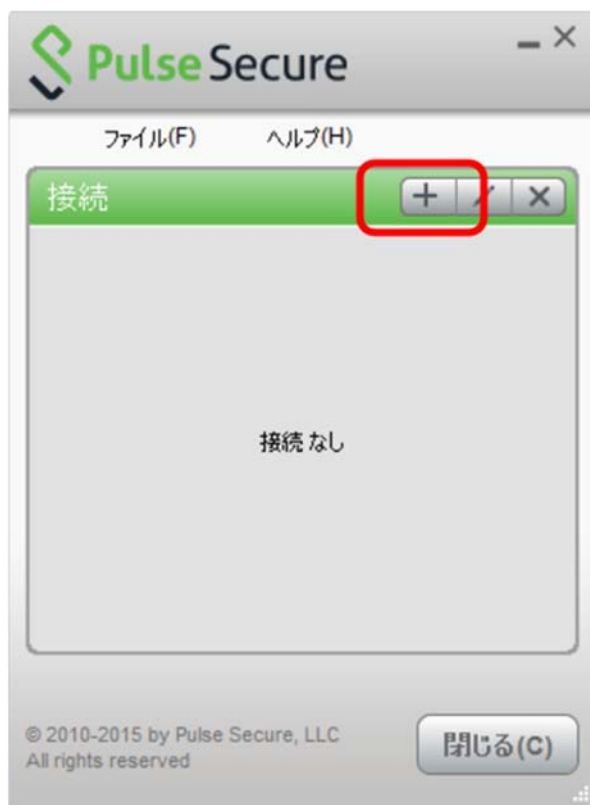 Pulse Secure
ファイル(F) ヘルプ(H)
接続
接続なし
© 2010-2015 by Pulse Secure, LLC
All rights reserved
閉じる(C)